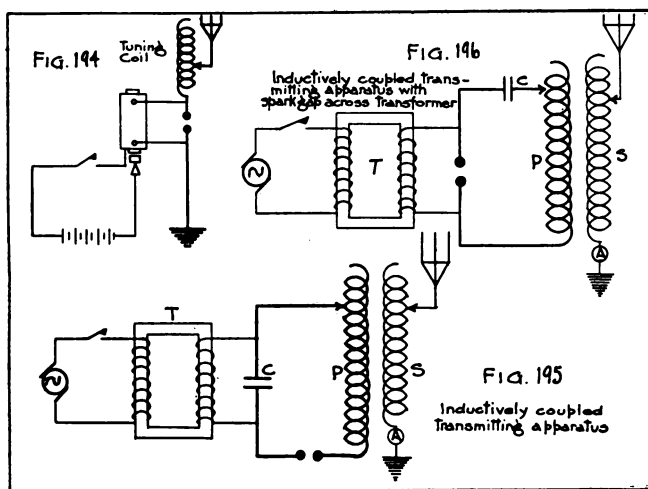 FIG. 194
Tuning
Coil
FIG. 196
Inductively coupled trans-
mitting apparatus with
spark gap across transformer
T
C
P
S
A
T
C
P
S
A
FIG. 195
Inductively coupled
transmitting apparatus